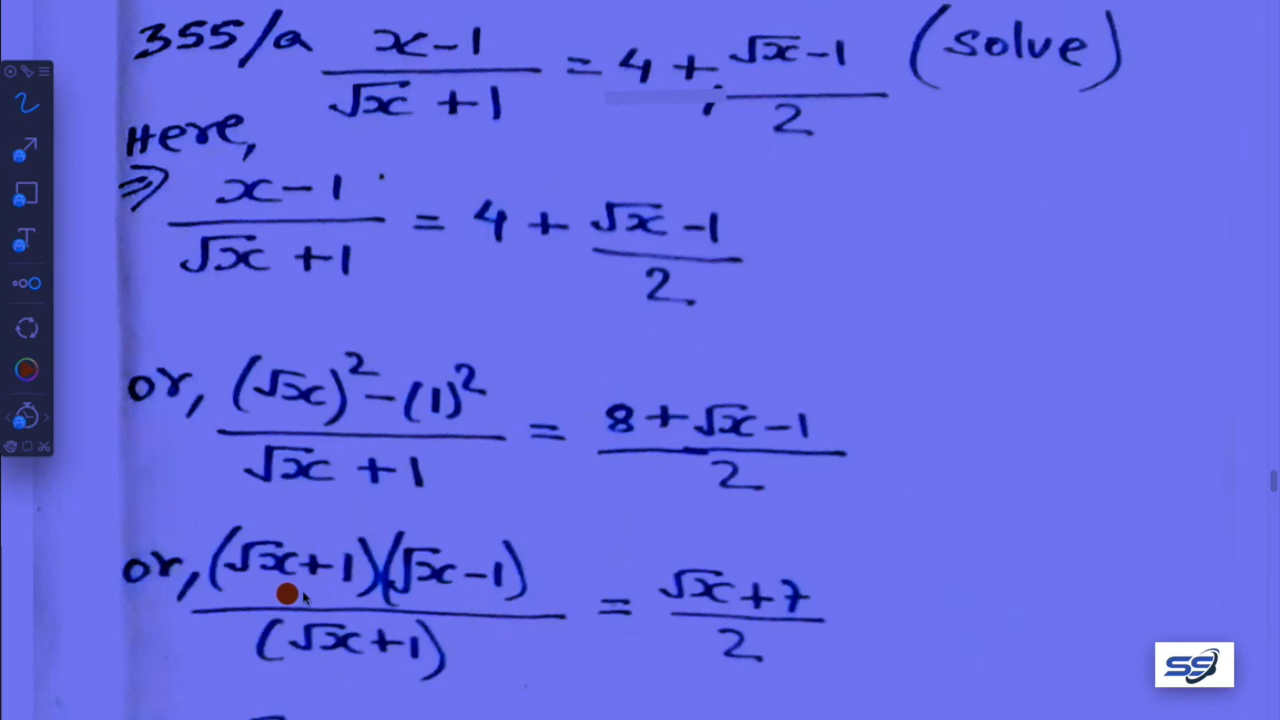 355/a (x-1)/(√x +1) = 4 + (√x -1)/2 (solve)
Here,
⇒ (x-1)/(√x +1) = 4 + (√x -1)/2
or, ((√x)² - (1)²)/(√x +1) = (8 + √x -1)/2
or, ((√x+1)(√x-1))/((√x+1)) = (√x+7)/2
T
SS